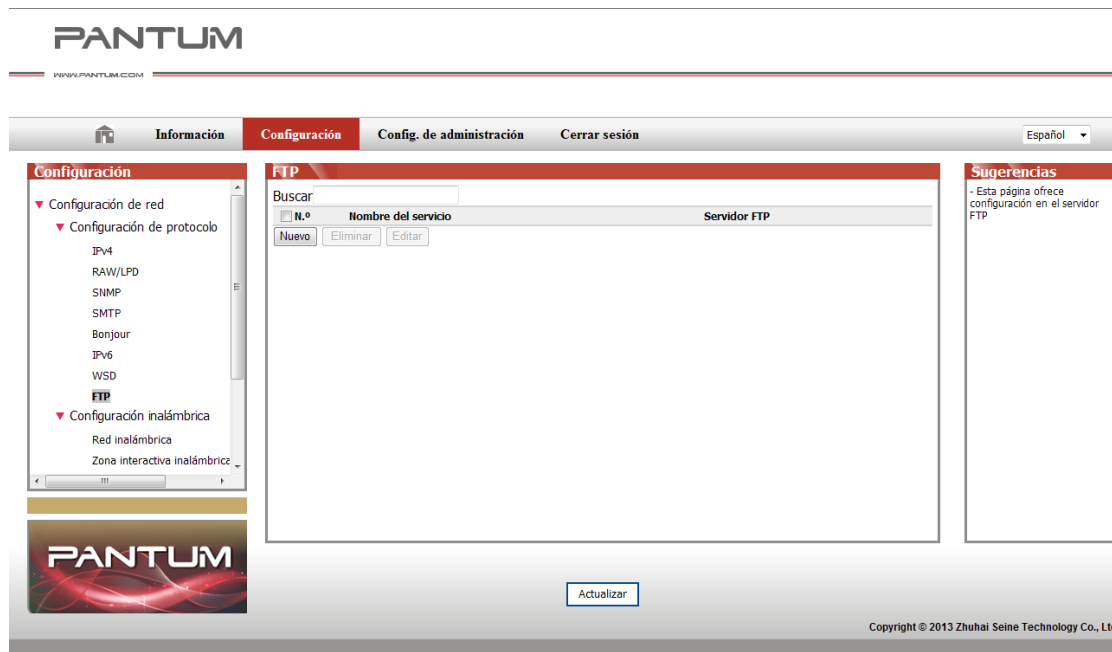 PANTUM
WWW.PANTUM.COM
Información Configuración Config. de administración Cerrar sesión Español
Configuración
Configuración de red
Configuración de protocolo
IPv4
RAW/LPD
SNMP
SMTP
Bonjour
IPv6
WSD
FTP
Configuración inalámbrica
Red inalámbrica
Zona interactiva inalámbrica
PANTUM
FTP
Buscar
N.º Nombre del servicio Servidor FTP
Nuevo Eliminar Editar
Sugerencias
- Esta página ofrece
configuración en el servidor
FTP
Actualizar
Copyright © 2013 Zhuhai Seine Technology Co.,